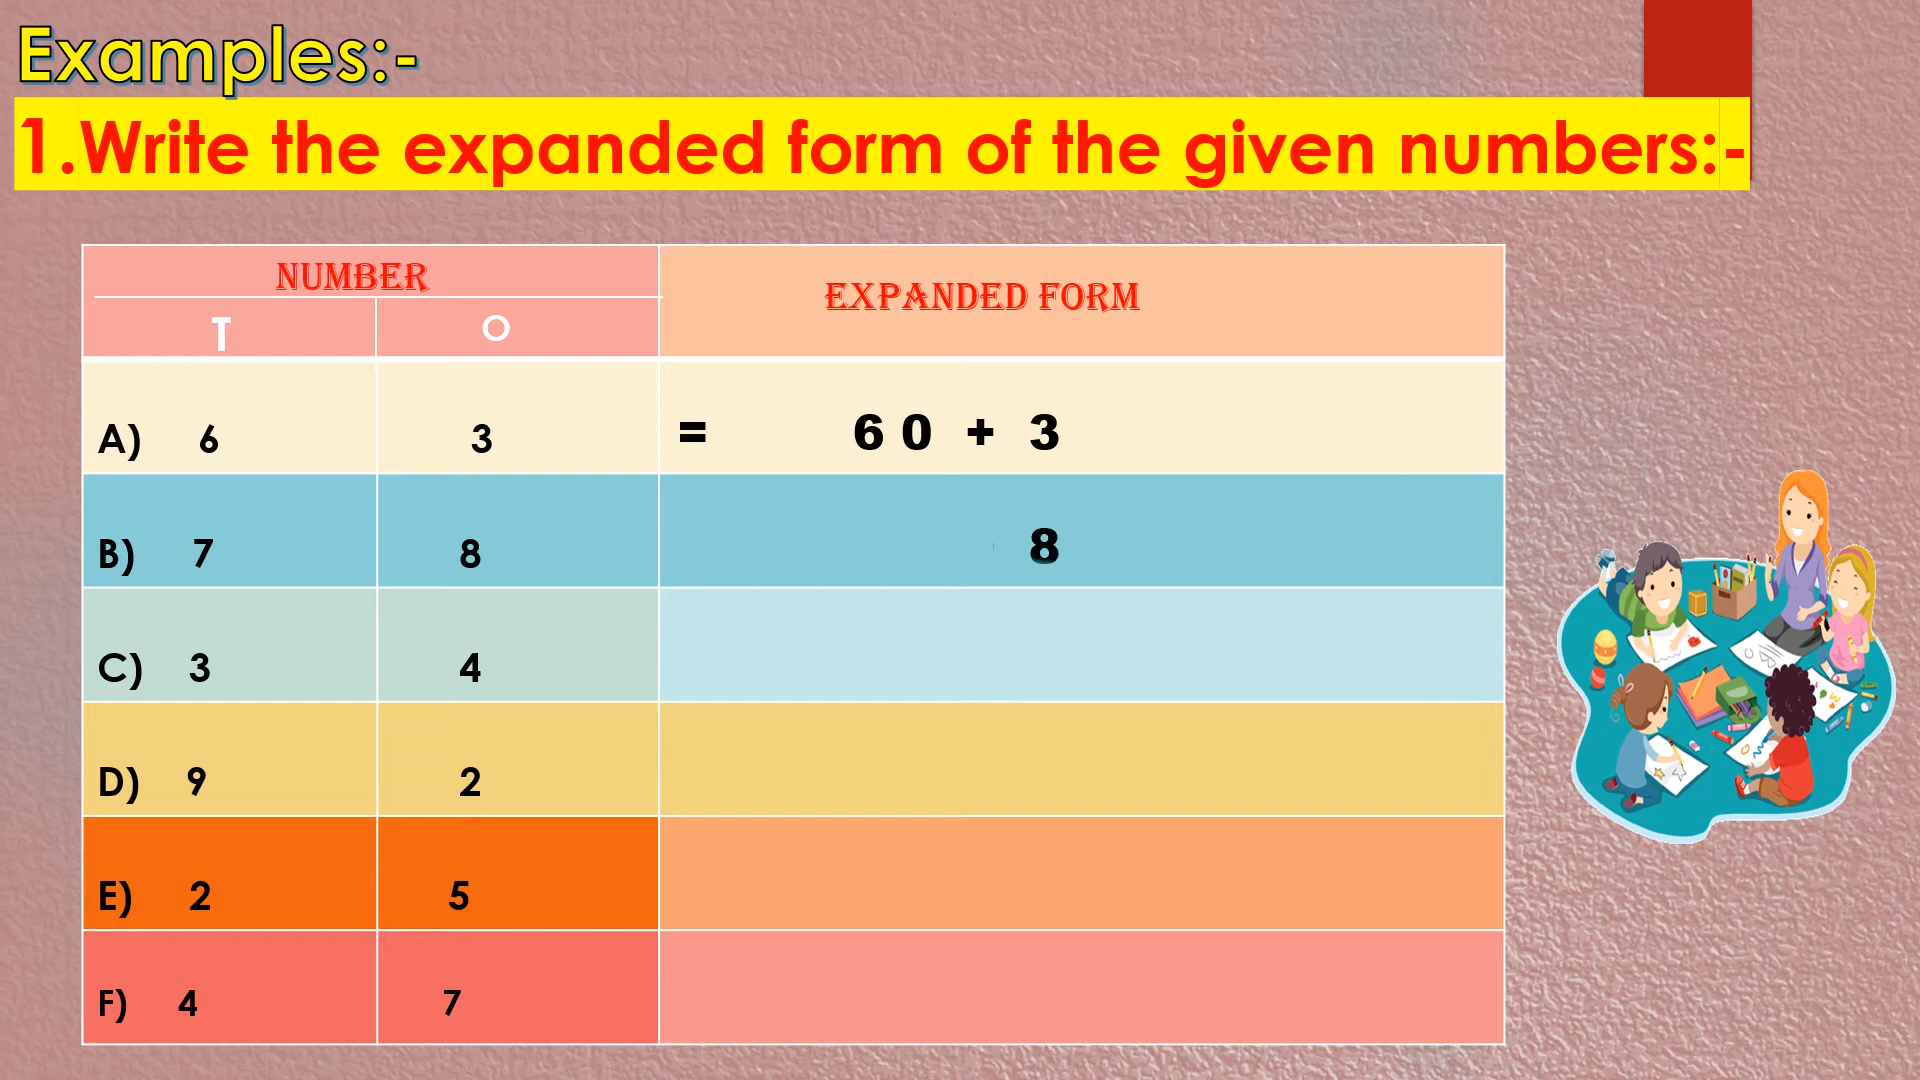 Examples:-
1.Write the expanded form of the given numbers:-
NUMBER
EXPANDED FORM
T O
A) 6 3 = 6 0 + 3
B) 7 8 8
C) 3 4
D) 9 2
E) 2 5
F) 4 7